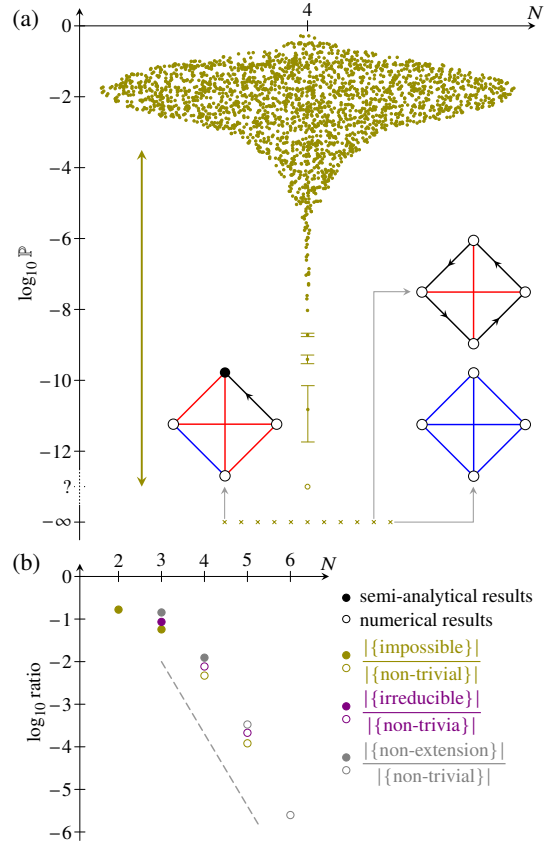 (a)
4
N
0
−2
−4
−6
−8
−10
−12
?
−∞
log10 ℙ
(b)
2 3 4 5 6 N
0
−1
−2
−3
−4
−5
−6
log10 ratio
semi-analytical results
numerical results
|{impossible}|
|{non-trivial}|
|{irreducible}|
|{non-trivia}|
|{non-extension}|
|{non-trivial}|